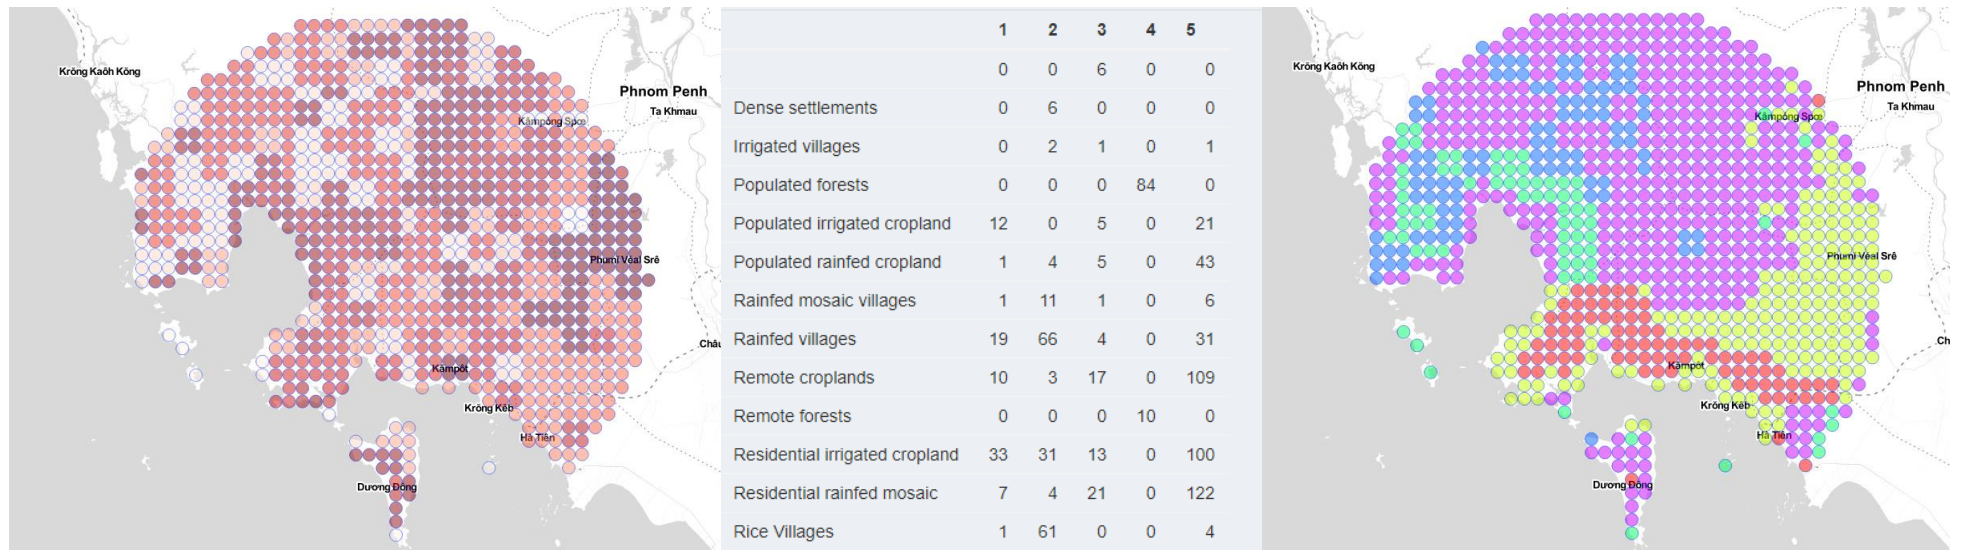 Krŏng Kaôh Kŏng
Phnom Penh
Ta Khmau
Kâmpóng Spœ
Phumĭ Véal Srê
Châu
Kâmpôt
Krŏng Kêb
Hà Tiên
Dương Đông
1 2 3 4 5
0 0 6 0 0
Dense settlements 0 6 0 0 0
Irrigated villages 0 2 1 0 1
Populated forests 0 0 0 84 0
Populated irrigated cropland 12 0 5 0 21
Populated rainfed cropland 1 4 5 0 43
Rainfed mosaic villages 1 11 1 0 6
Rainfed villages 19 66 4 0 31
Remote croplands 10 3 17 0 109
Remote forests 0 0 0 10 0
Residential irrigated cropland 33 31 13 0 100
Residential rainfed mosaic 7 4 21 0 122
Rice Villages 1 61 0 0 4
Krŏng Kaôh Kŏng
Phnom Penh
Ta Khmau
Kâmpóng Spœ
Phumĭ Véal Srê
Ch
Kâmpôt
Krŏng Kêb
Hà Tiên
Dương Đông